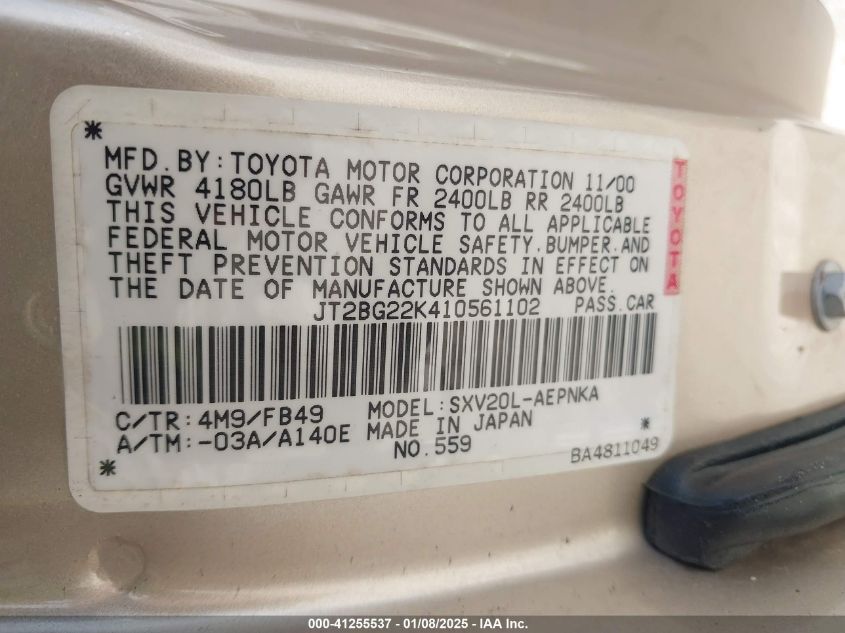 MFD. BY: TOYOTA MOTOR CORPORATION 11/00
GVWR 4180LB GAWR FR 2400LB RR 2400LB
THIS VEHICLE CONFORMS TO ALL APPLICABLE
FEDERAL MOTOR VEHICLE SAFETY.BUMPER.AND
THEFT PREVENTION STANDARDS IN EFFECT ON
THE DATE OF MANUFACTURE SHOWN ABOVE.
JT2BG22K410561102 PASS.CAR
TOYOTA
C/TR: 4M9/FB49 MODEL: SXV20L-AEPNKA
A/TM: -03A/A140E MADE IN JAPAN
NO.559
BA4811049
000-41255537 - 01/08/2025 - IAA Inc.